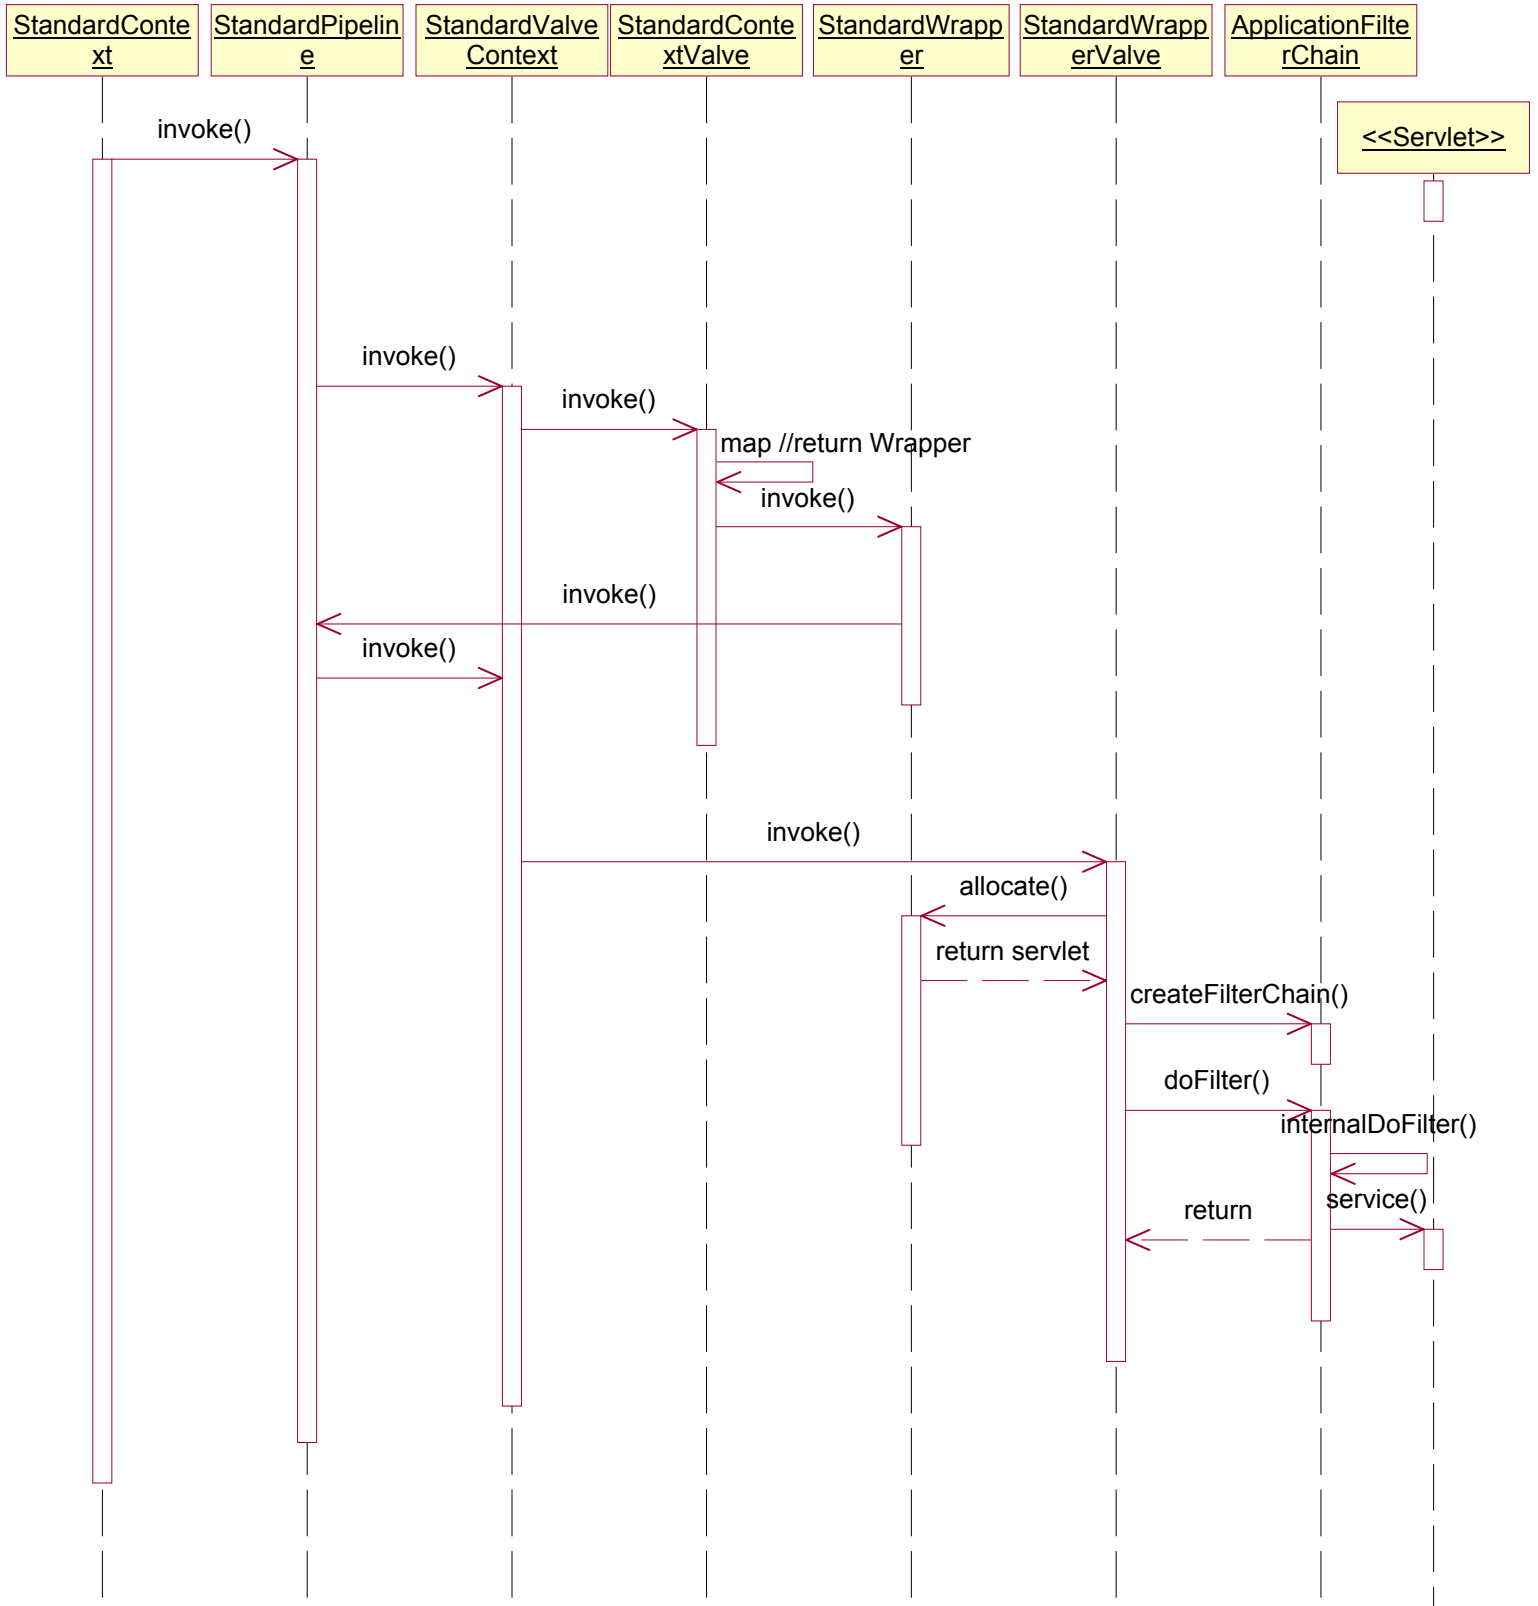 StandardConte
xt
StandardPipelin
e
StandardValve
Context
StandardConte
xtValve
StandardWrapp
er
StandardWrapp
erValve
ApplicationFilte
rChain
<<Servlet>>
invoke()
invoke()
invoke()
map //return Wrapper
invoke()
invoke()
invoke()
invoke()
allocate()
return servlet
createFilterChain()
doFilter()
internalDoFilter()
service()
return